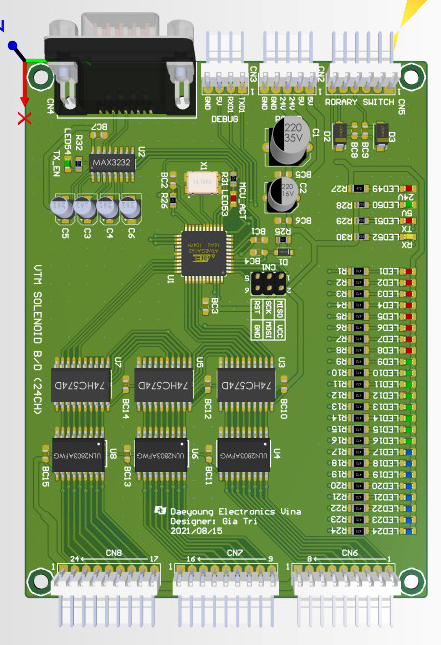 CN4
CN3
GND
5V
RXD1
TXD1
DEBUG
CN2
GND
GND
24V
24V
5V
1
RORARY SWITCH
CN5
BC7
U2
MAX3232
LED54
R32
TX_EN
C5
C3
C4
C6
X1
BC2
R26
R31
LED53
MCU_ACT
220
35V
C1
220
16V
C2
BC5
BC6
D2
BC8
BC9
D3
R27
LED49
24V
R28
LED50
5V
R29
LED51
TX
R30
LED52
RX
U1
BC1
BC4
R25
D1
CN1
BC3
RST
SCK
MISO
GND
MOSI
VCC
R1
LED1
R2
LED2
R3
LED3
R4
LED4
R5
LED5
R6
LED6
R7
LED7
R8
LED8
R9
LED9
R10
LED10
R11
LED11
R12
LED12
R13
LED13
R14
LED14
R15
LED15
R16
LED16
R17
LED17
R18
LED18
R19
LED19
R20
LED20
R21
LED21
R22
LED22
R23
LED23
R24
LED24
VTM SOLENOID B/D (24CH)
U7
74HC574D
BC14
U5
74HC574D
BC12
U3
74HC574D
BC10
BC15
ULN2803AFWG
U8
BC13
ULN2803AFWG
U6
BC11
ULN2803AFWG
U4
Daeyoung Electronics Vina
Designer: Gia Tri
2021/08/15
1
24
CN8
17
16
CN7
9
1
8
CN6
1
X